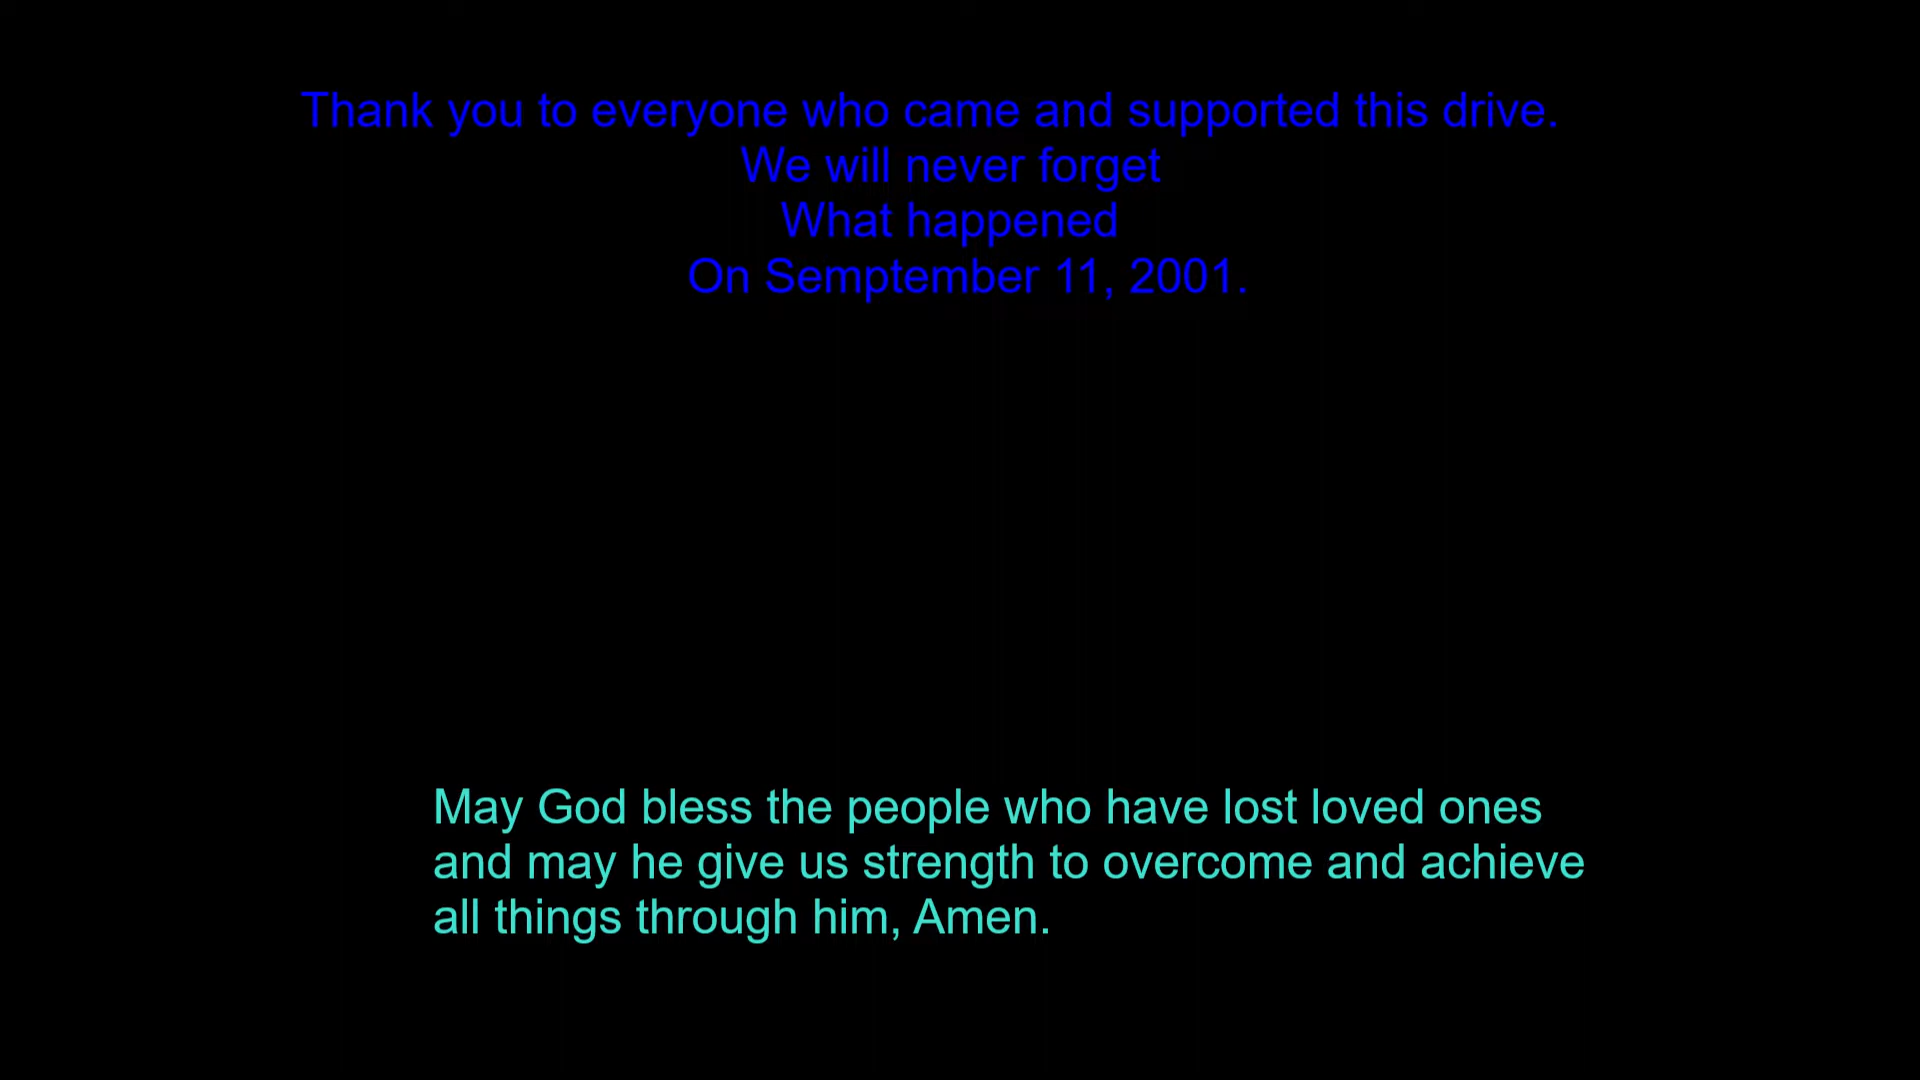 Thank you to everyone who came and supported this drive.
We will never forget
What happened
On Semptember 11, 2001.
May God bless the people who have lost loved ones
and may he give us strength to overcome and achieve
all things through him, Amen.